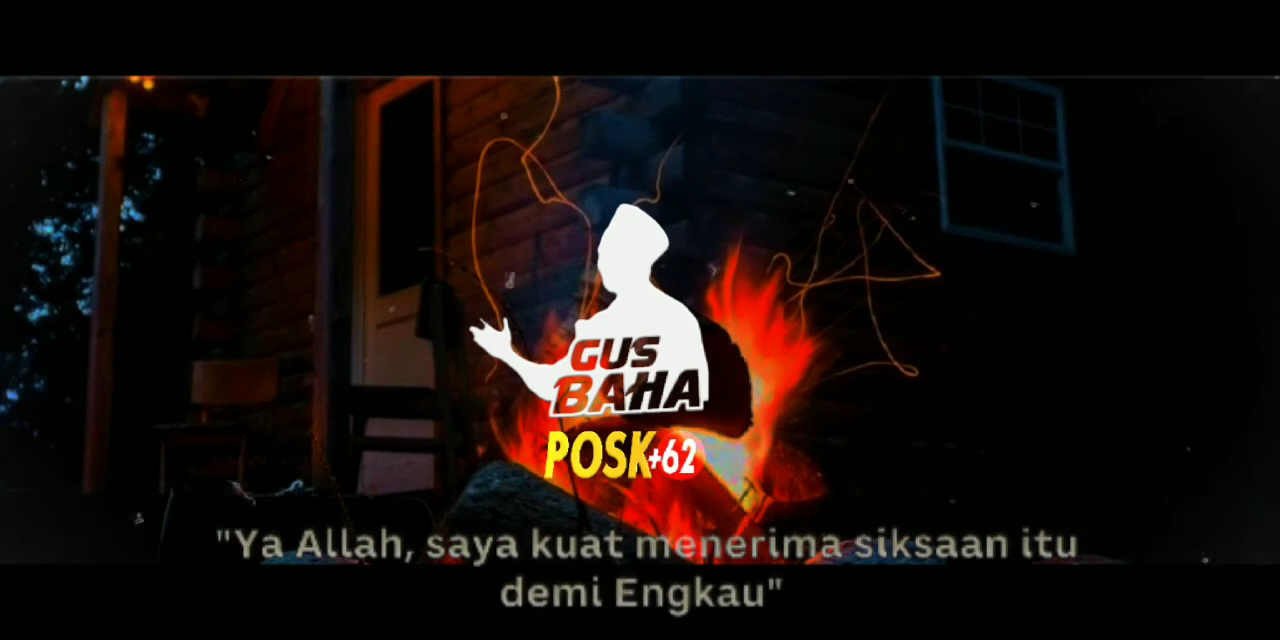 GUS
BAHA
POSK+62
"Ya Allah, saya kuat menerima siksaan itu
demi Engkau"